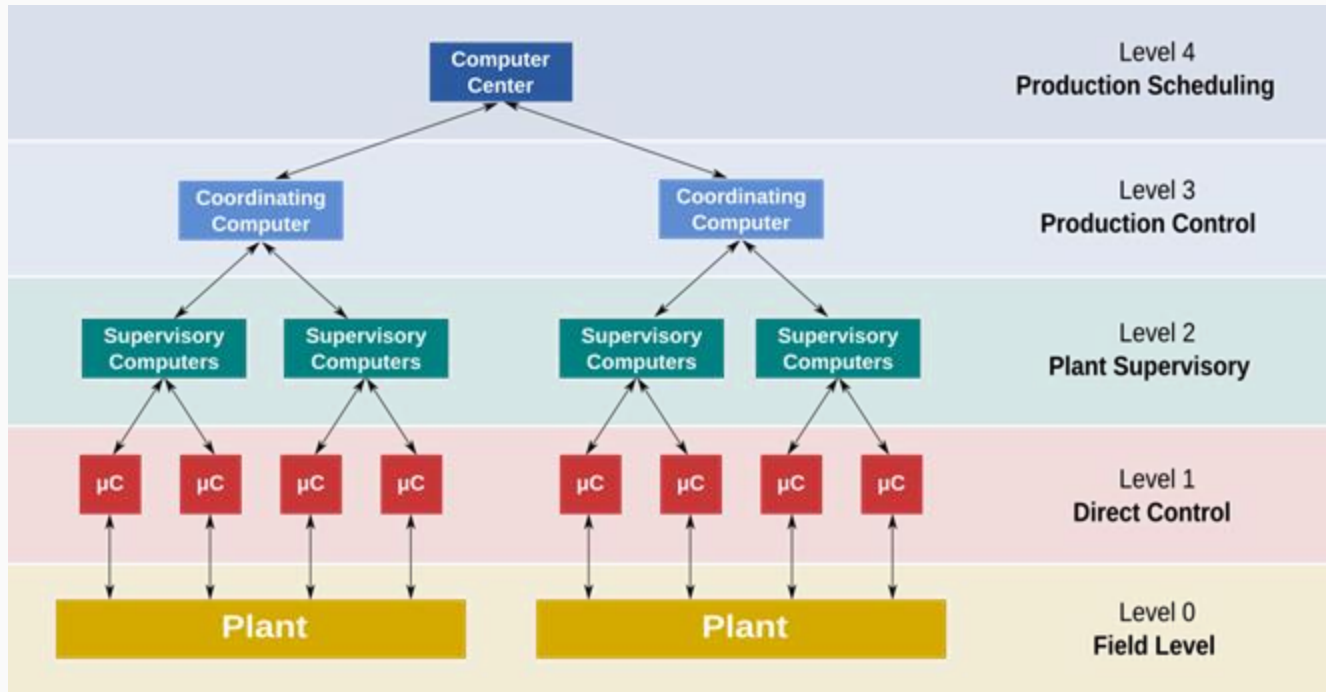 Computer
Center
Level 4
Production Scheduling
Coordinating
Computer
Coordinating
Computer
Level 3
Production Control
Supervisory
Computers
Supervisory
Computers
Supervisory
Computers
Supervisory
Computers
Level 2
Plant Supervisory
µC
µC
µC
µC
µC
µC
µC
µC
Level 1
Direct Control
Plant
Plant
Level 0
Field Level